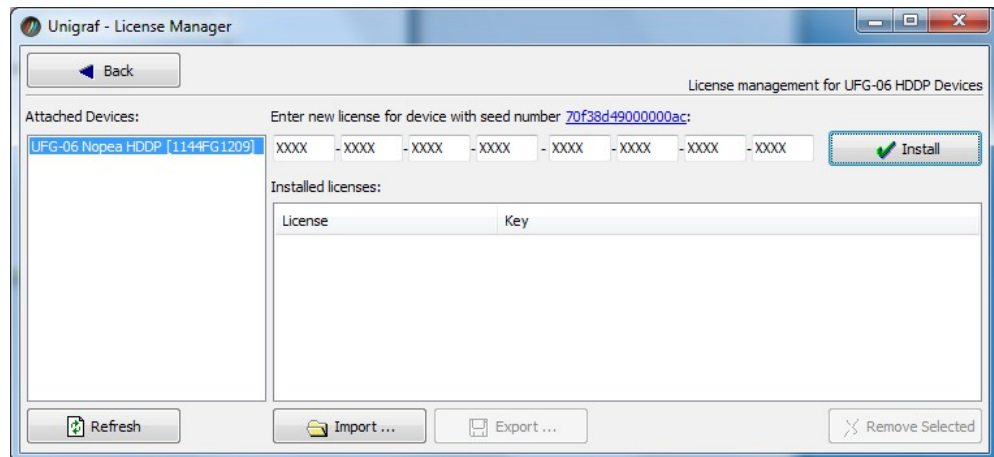 Unigraf - License Manager
Back
License management for UFG-06 HDDP Devices
Attached Devices:
Enter new license for device with seed number 70f38d49000000ac:
UFG-06 Nopea HDDP [1144FG1209]
XXXX - XXXX - XXXX - XXXX - XXXX - XXXX - XXXX - XXXX
Install
Installed licenses:
License Key
Refresh
Import ...
Export ...
Remove Selected